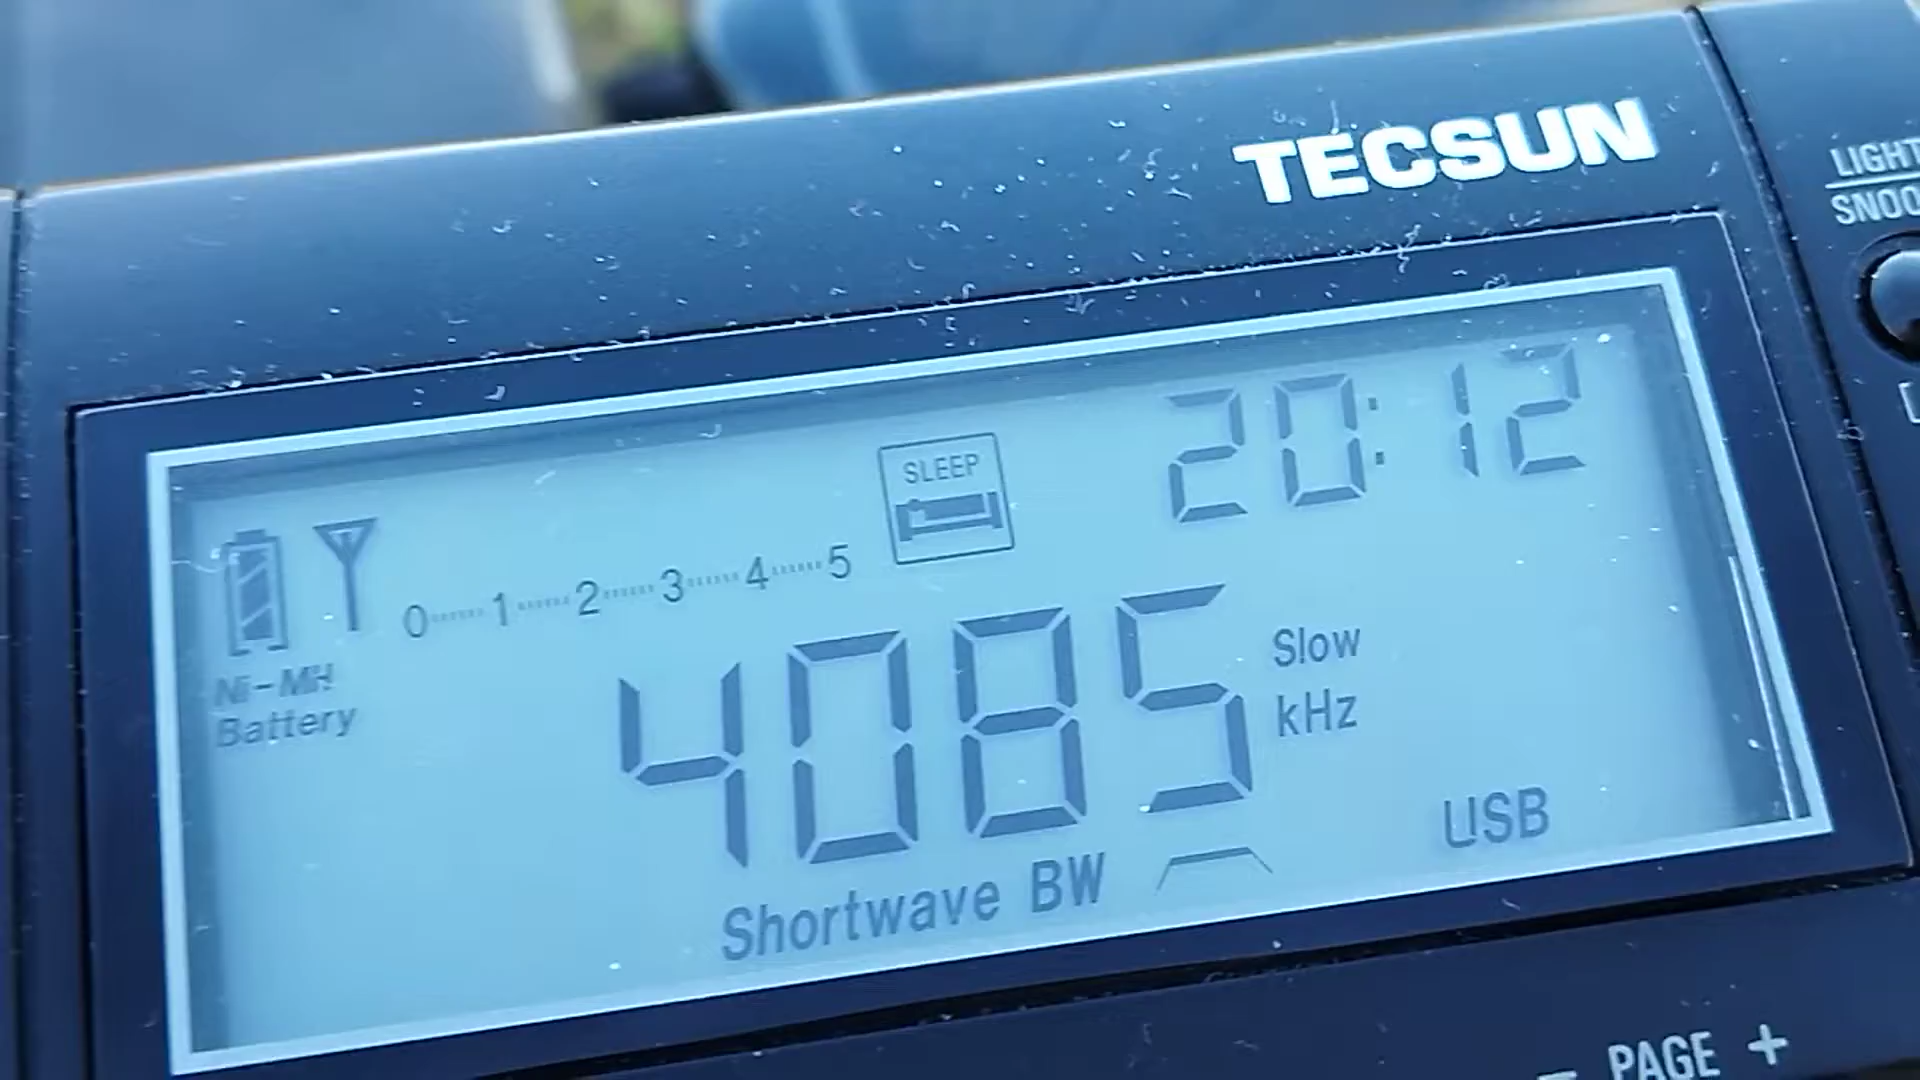 TECSUN
LIGHT
SNOO
SLEEP
20:12
0 1 2 3 4 5
Ni-MH
Battery
4085
Slow
kHz
USB
Shortwave BW
- PAGE +